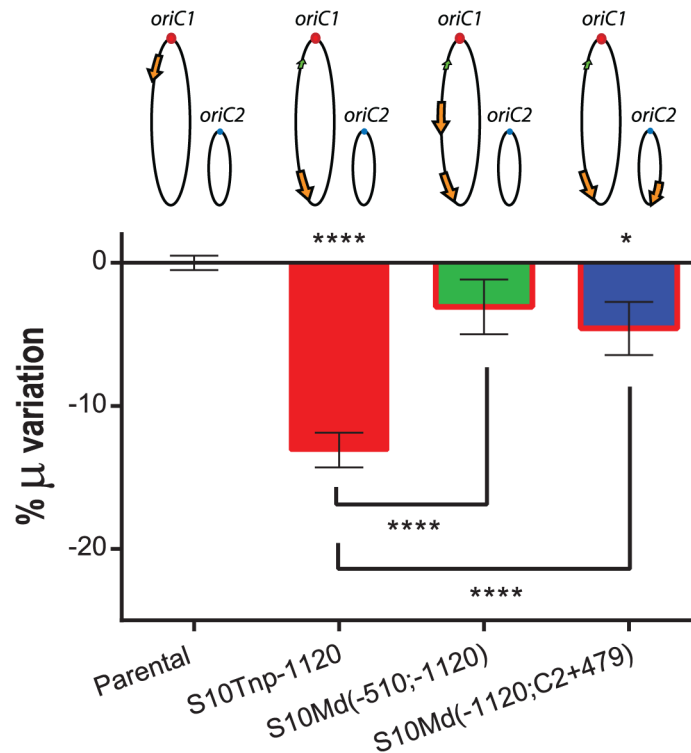 oriC1 oriC1 oriC1 oriC1
oriC2 oriC2 oriC2 oriC2
**** *
0
-10
-20
% μ variation
****
****
Parental
S10Tnp-1120
S10Md(-510;-1120)
S10Md(-1120;C2+479)